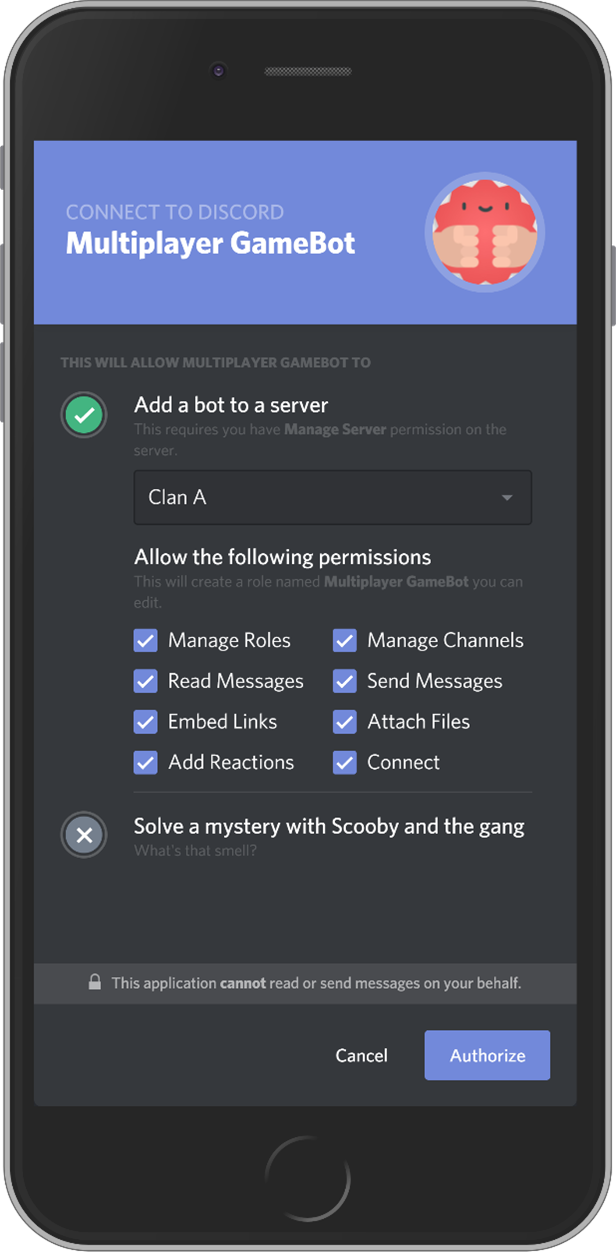 CONNECT TO DISCORD
Multiplayer GameBot
THIS WILL ALLOW MULTIPLAYER GAMEBOT TO
Add a bot to a server
This requires you have Manage Server permission on the
server.
Clan A
Allow the following permissions
This will create a role named Multiplayer GameBot you can
edit.
Manage Roles Manage Channels
Read Messages Send Messages
Embed Links Attach Files
Add Reactions Connect
Solve a mystery with Scooby and the gang
What's that smell?
This application cannot read or send messages on your behalf.
Cancel Authorize